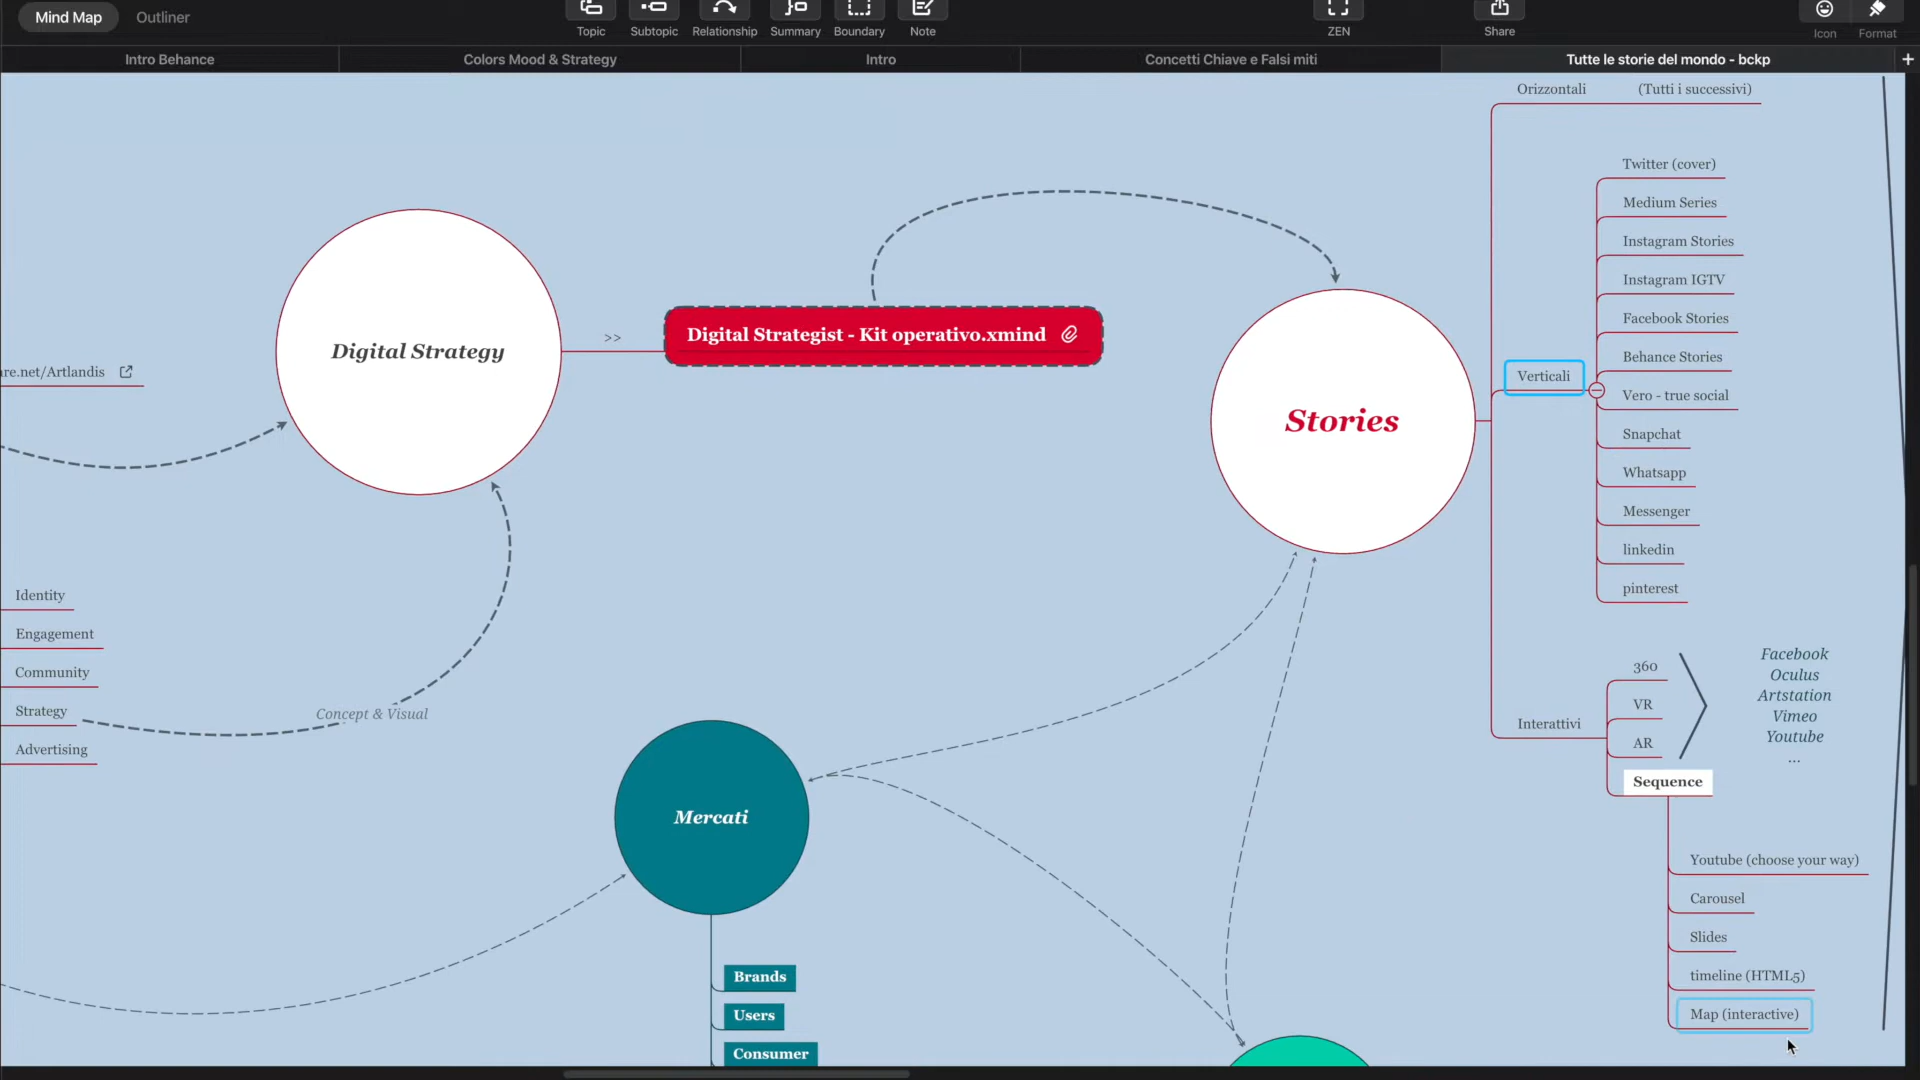 Mind Map
Outliner
Topic
Subtopic
Relationship
Summary
Boundary
Note
ZEN
Share
Icon
Format
Intro Behance
Colors Mood & Strategy
Intro
Concetti Chiave e Falsi miti
Tutte le storie del mondo - bckp
+
Orizzontali
(Tutti i successivi)
Twitter (cover)
Medium Series
Instagram Stories
Instagram IGTV
Facebook Stories
Behance Stories
Vero - true social
Snapchat
Whatsapp
Messenger
linkedin
pinterest
Verticali
Digital Strategy
>>
Digital Strategist - Kit operativo.xmind
Stories
re.net/Artlandis
Identity
Engagement
Community
Strategy
Advertising
Concept & Visual
Interattivi
360
VR
AR
Sequence
Facebook
Oculus
Artstation
Vimeo
Youtube
...
Mercati
Brands
Users
Consumer
Youtube (choose your way)
Carousel
Slides
timeline (HTML5)
Map (interactive)